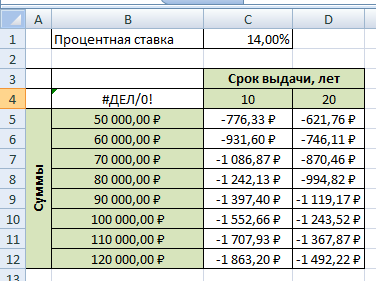 A B C D
1 Процентная ставка 14,00%
2
3 Срок выдачи, лет
4 #ДЕЛ/0! 10 20
Суммы
5 50 000,00 ₽ -776,33 ₽ -621,76 ₽
6 60 000,00 ₽ -931,60 ₽ -746,11 ₽
7 70 000,00 ₽ -1 086,87 ₽ -870,46 ₽
8 80 000,00 ₽ -1 242,13 ₽ -994,82 ₽
9 90 000,00 ₽ -1 397,40 ₽ -1 119,17 ₽
10 100 000,00 ₽ -1 552,66 ₽ -1 243,52 ₽
11 110 000,00 ₽ -1 707,93 ₽ -1 367,87 ₽
12 120 000,00 ₽ -1 863,20 ₽ -1 492,22 ₽
13